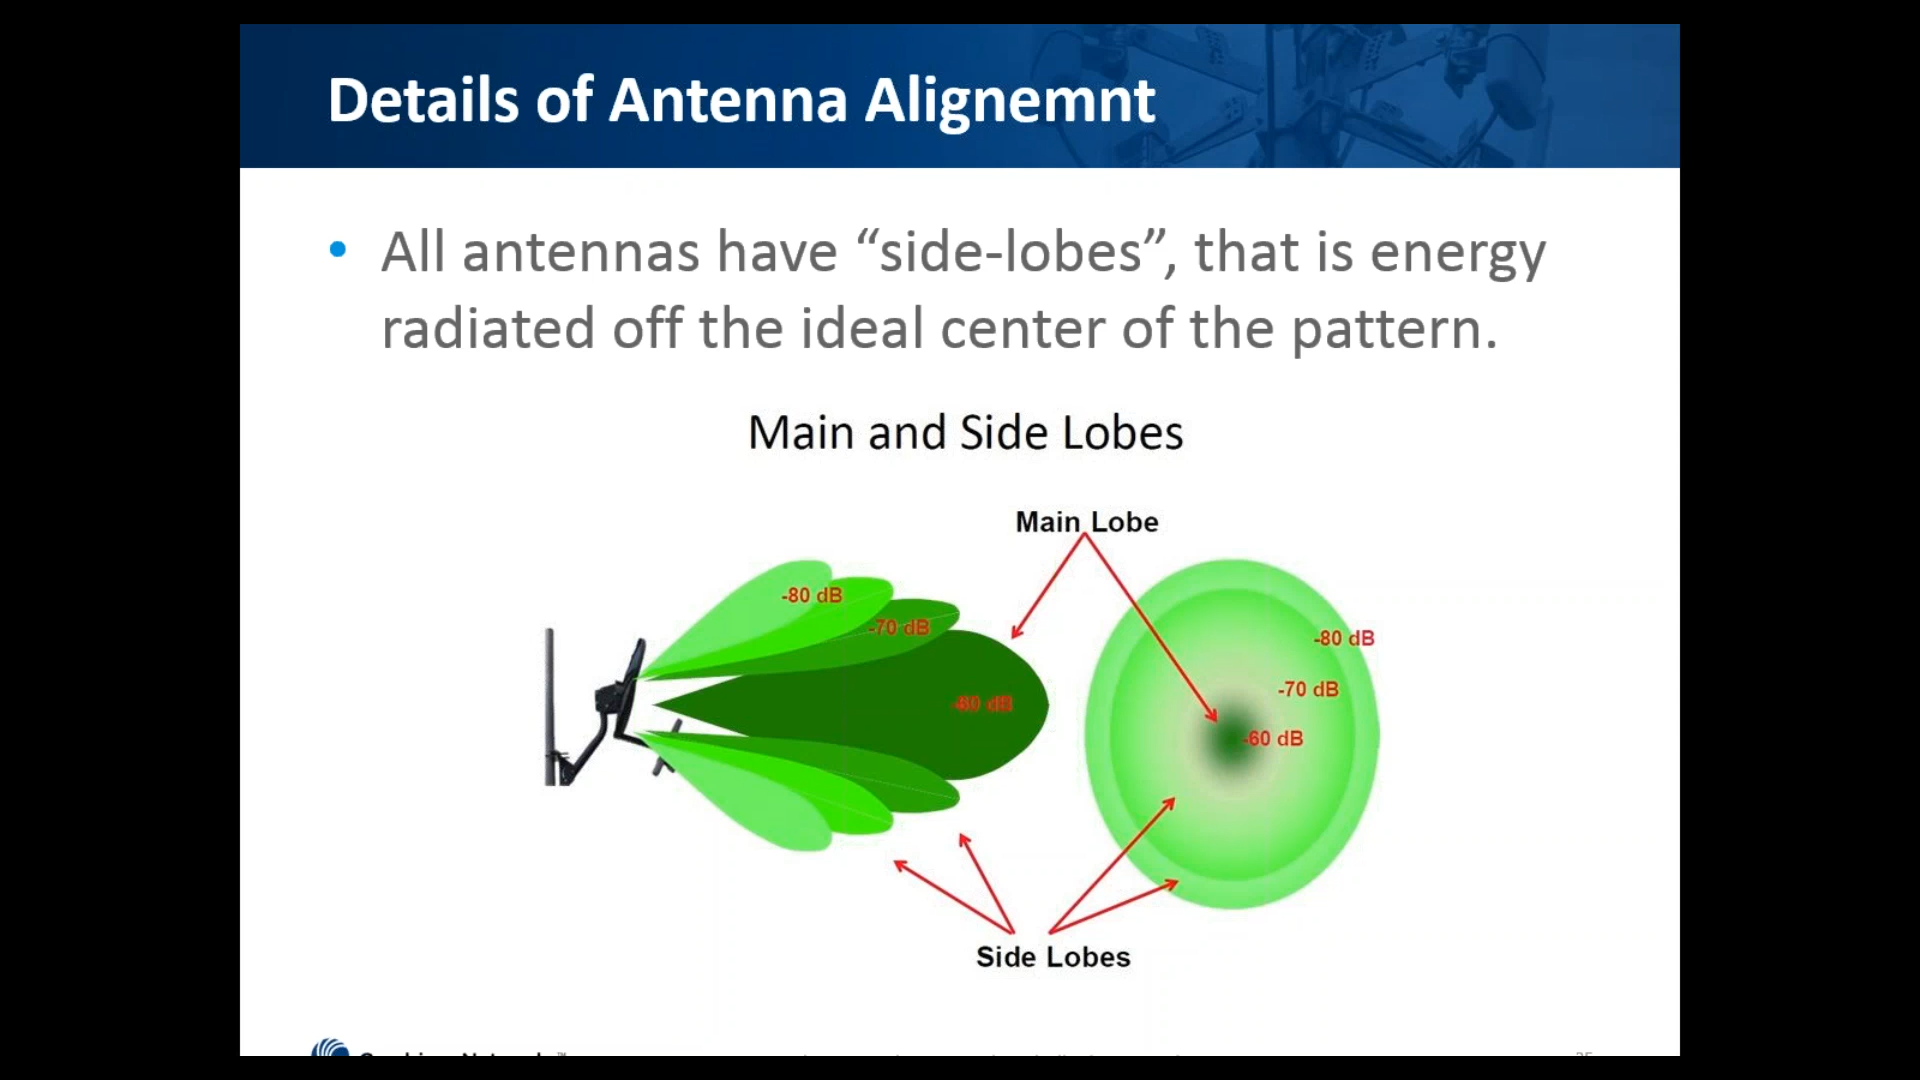 Details of Antenna Alignemnt
• All antennas have “side-lobes”, that is energy
radiated off the ideal center of the pattern.
Main and Side Lobes
Main Lobe
-80 dB
-70 dB
-60 dB
-80 dB
-70 dB
-60 dB
Side Lobes